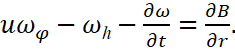 𝑢𝜔_𝜑 − 𝜔_ℎ − ∂𝜔/∂𝑡 = ∂𝐵/∂𝑟.